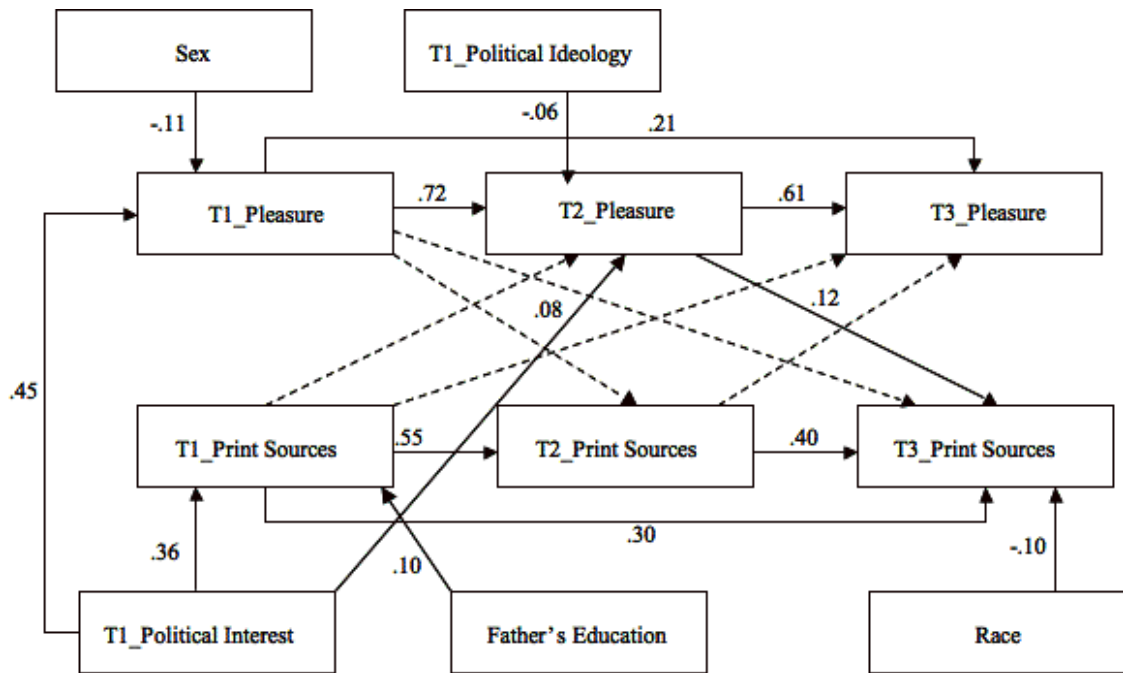 Sex
T1_Political Ideology
-.11
-.06
.21
T1_Pleasure
.72
T2_Pleasure
.61
T3_Pleasure
.08
.12
.45
T1_Print Sources
.55
T2_Print Sources
.40
T3_Print Sources
.36
.10
.30
-.10
T1_Political Interest
Father's Education
Race